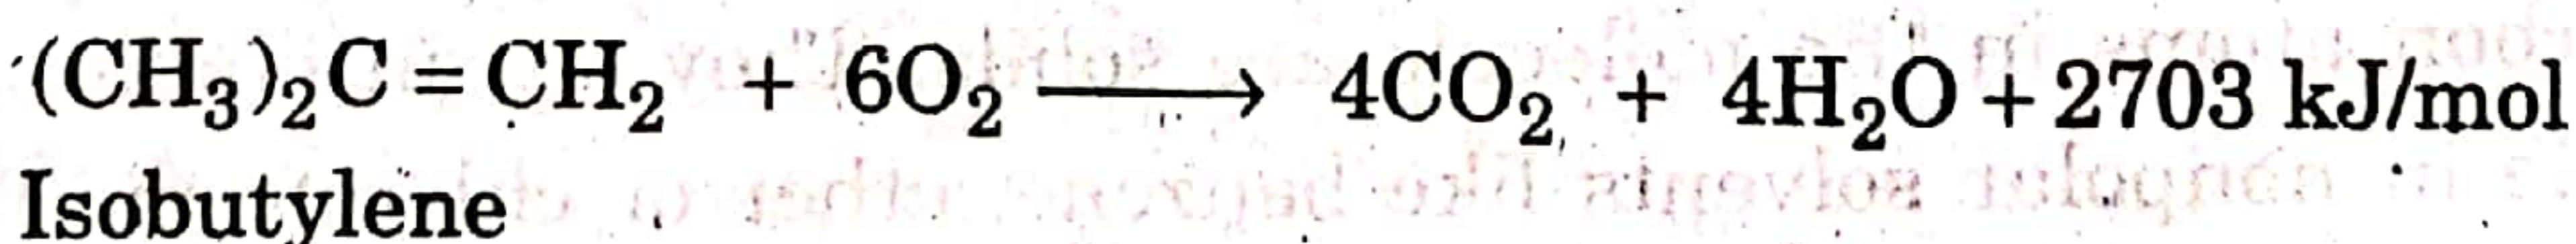 (CH₃)₂C = CH₂ + 6O₂ ⟶ 4CO₂ + 4H₂O + 2703 kJ/mol
Isobutylene